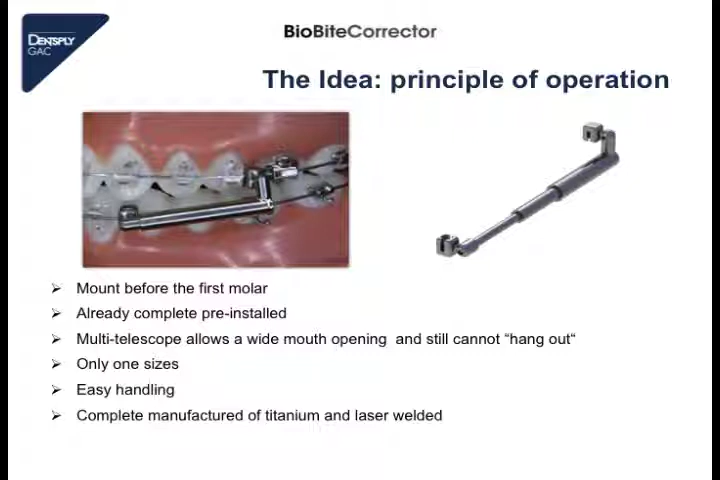 DENTSPLY
GAC
BioBiteCorrector
The Idea: principle of operation
Mount before the first molar
Already complete pre-installed
Multi-telescope allows a wide mouth opening and still cannot “hang out“
Only one sizes
Easy handling
Complete manufactured of titanium and laser welded